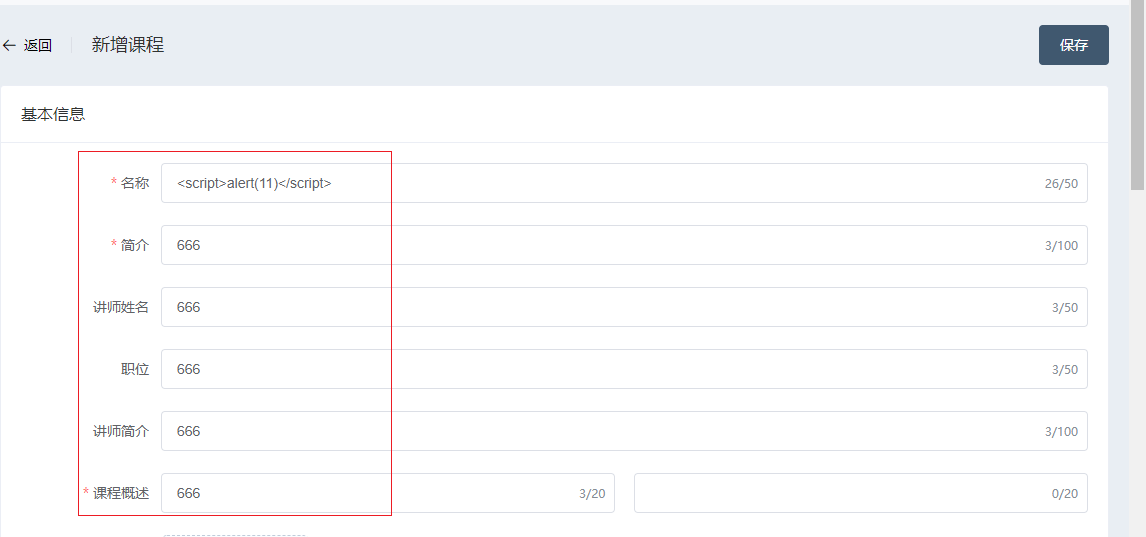 返回 新增课程 保存
基本信息
* 名称 <script>alert(11)</script> 26/50
* 简介 666 3/100
讲师姓名 666 3/50
职位 666 3/50
讲师简介 666 3/100
* 课程概述 666 3/20 0/20